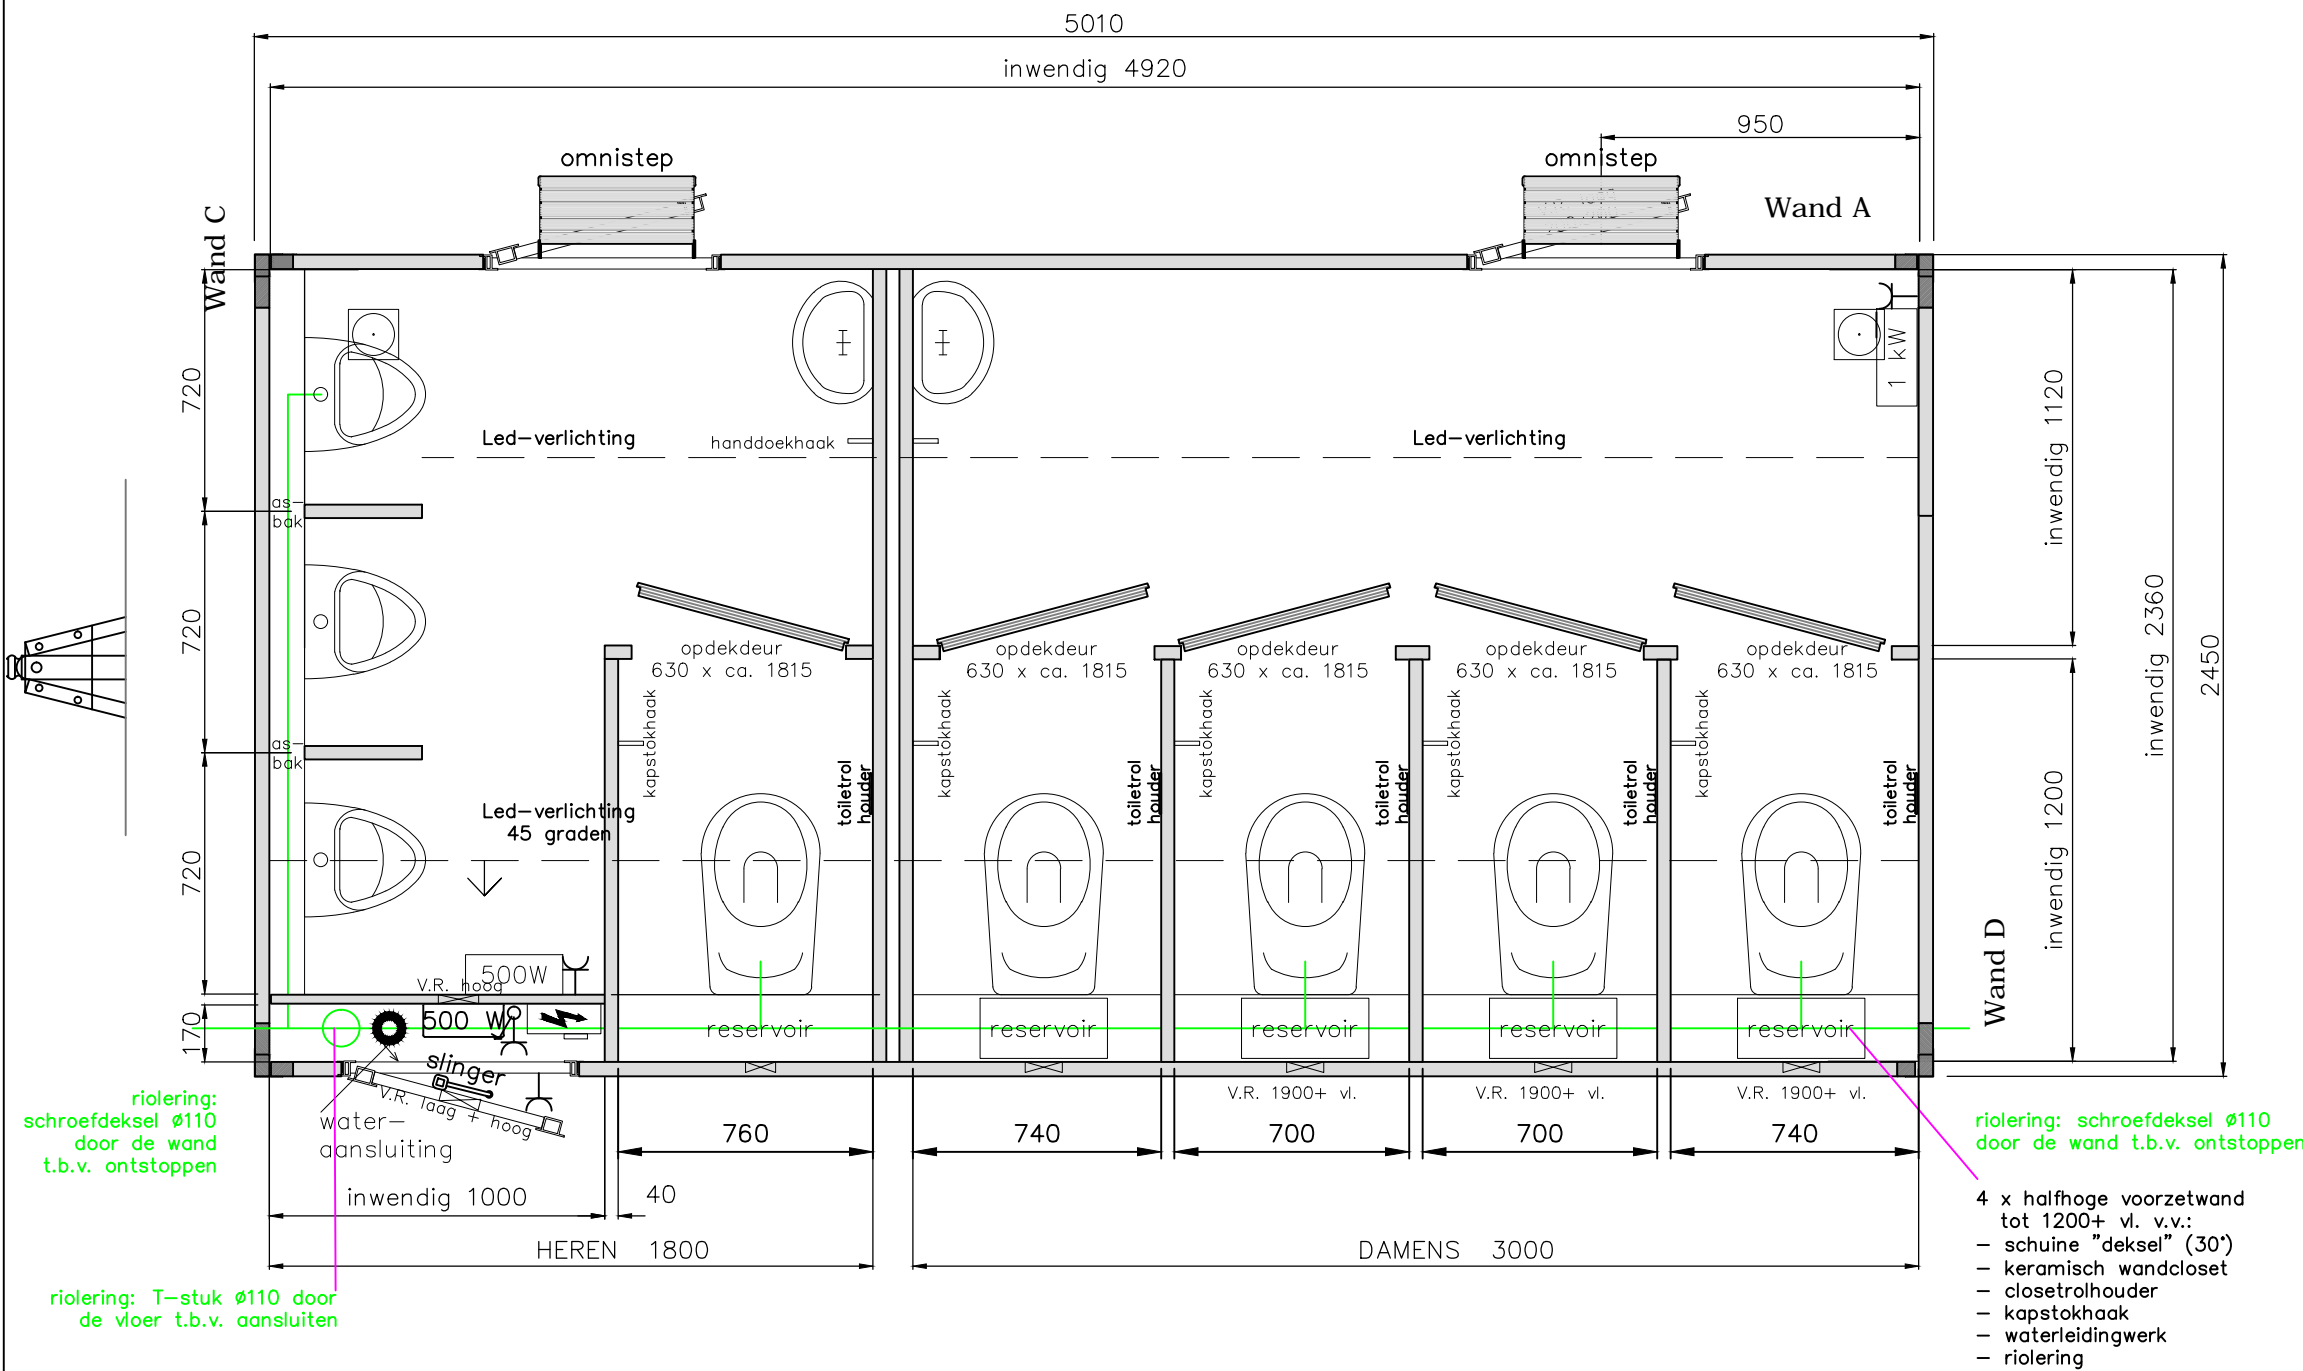 5010
inwendig 4920
950
omnistep
omnistep
Wand A
Wand C
720
720
720
170
1 kW
Led-verlichting
handdoekhaak
Led-verlichting
inwendig 1120
inwendig 2360
2450
inwendig 1200
as-
bak
as-
bak
opdekdeur
630 x ca. 1815
opdekdeur
630 x ca. 1815
opdekdeur
630 x ca. 1815
opdekdeur
630 x ca. 1815
opdekdeur
630 x ca. 1815
kapstokhaak
kapstokhaak
kapstokhaak
kapstokhaak
kapstokhaak
toiletrol
houder
toiletrol
houder
toiletrol
houder
toiletrol
houder
toiletrol
houder
Led-verlichting
45 graden
Wand D
500W
V.R. hoog
500 W
reservoir
reservoir
reservoir
reservoir
reservoir
slinger
V.R. laag + hoog
water-
aansluiting
V.R. 1900+ vl.
V.R. 1900+ vl.
V.R. 1900+ vl.
riolering:
schroefdeksel ø110
door de wand
t.b.v. ontstoppen
760
740
700
700
740
riolering: schroefdeksel ø110
door de wand t.b.v. ontstoppen
inwendig 1000
40
HEREN 1800
DAMENS 3000
4 x halfhoge voorzetwand
tot 1200+ vl. v.v.:
- schuine "deksel" (30°)
- keramisch wandcloset
- closetrolhouder
- kapstokhaak
- waterleidingwerk
- riolering
riolering: T-stuk ø110 door
de vloer t.b.v. aansluiten